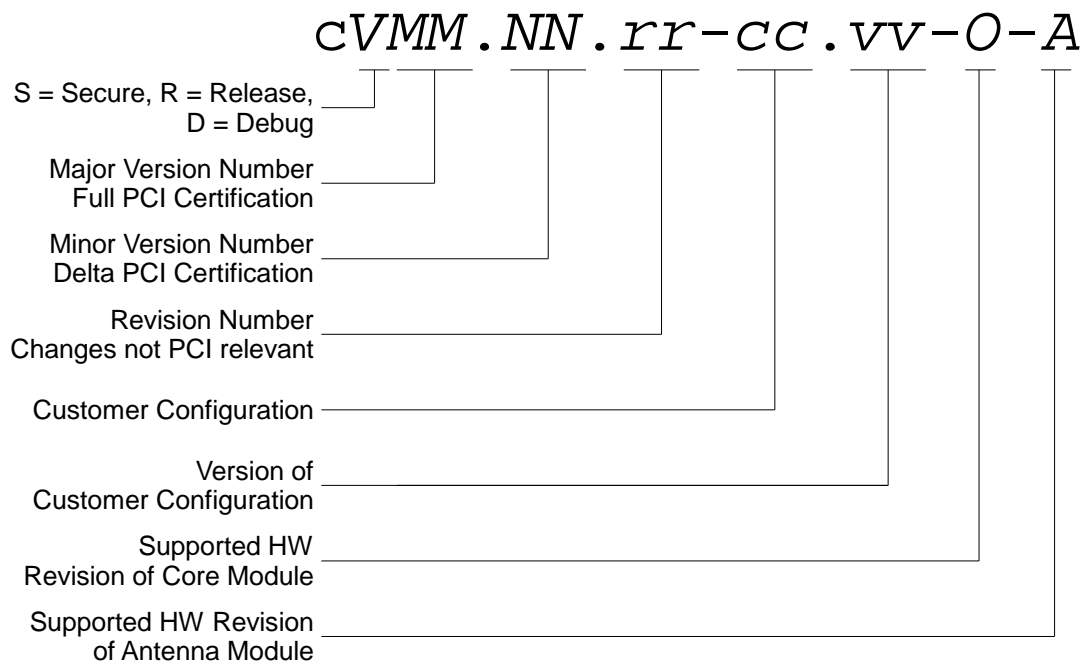 cVMM.NN.rr-cc.vv-O-A
S = Secure, R = Release,
D = Debug
Major Version Number
Full PCI Certification
Minor Version Number
Delta PCI Certification
Revision Number
Changes not PCI relevant
Customer Configuration
Version of
Customer Configuration
Supported HW
Revision of Core Module
Supported HW Revision
of Antenna Module